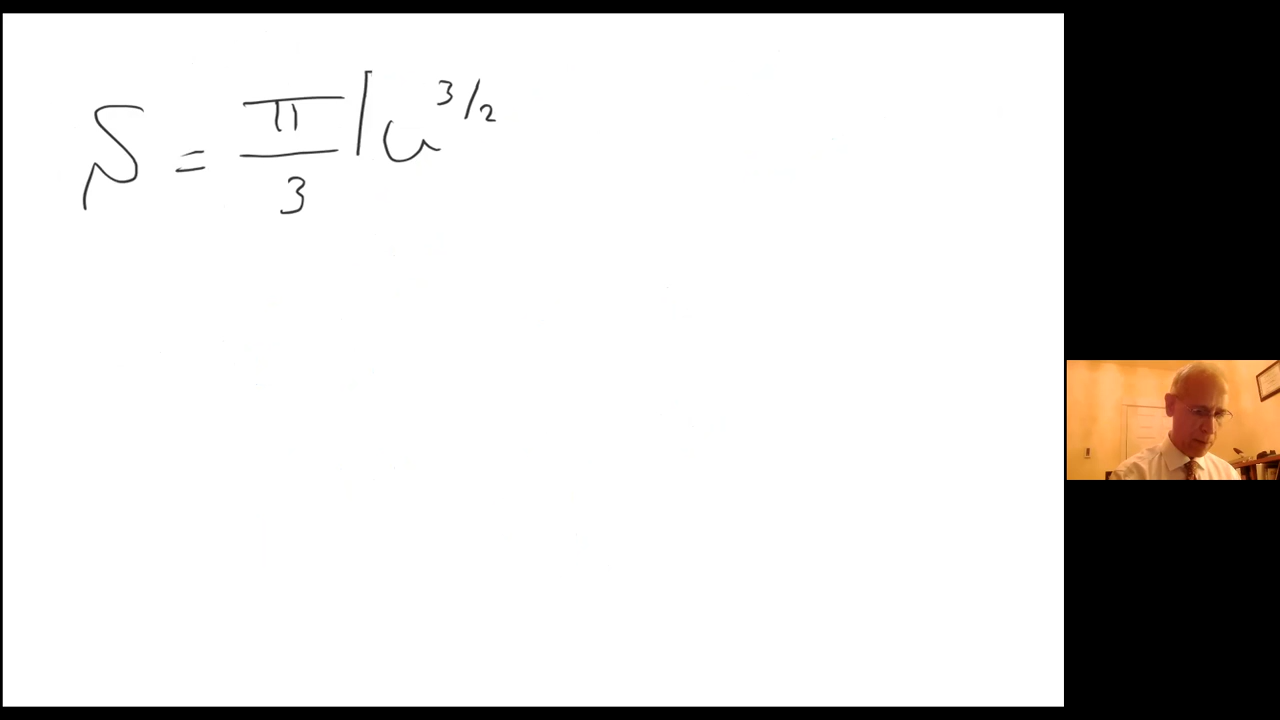 S = π/3 | u^{3/2}